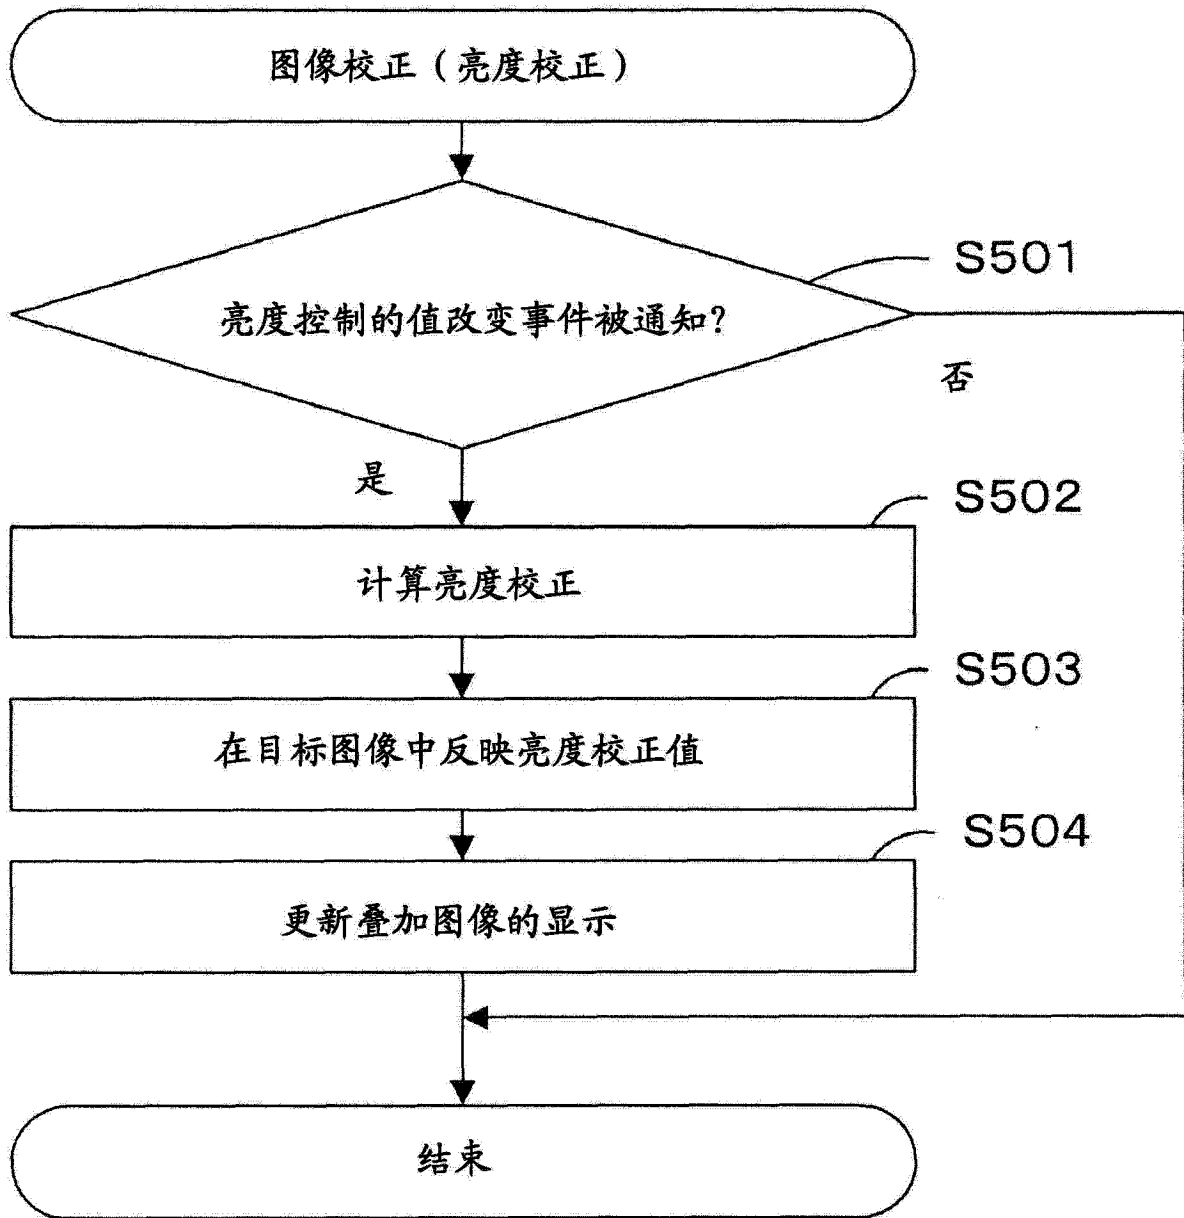 图像校正（亮度校正）
S501
亮度控制的值改变事件被通知？
否
是
S502
计算亮度校正
S503
在目标图像中反映亮度校正值
S504
更新叠加图像的显示
结束